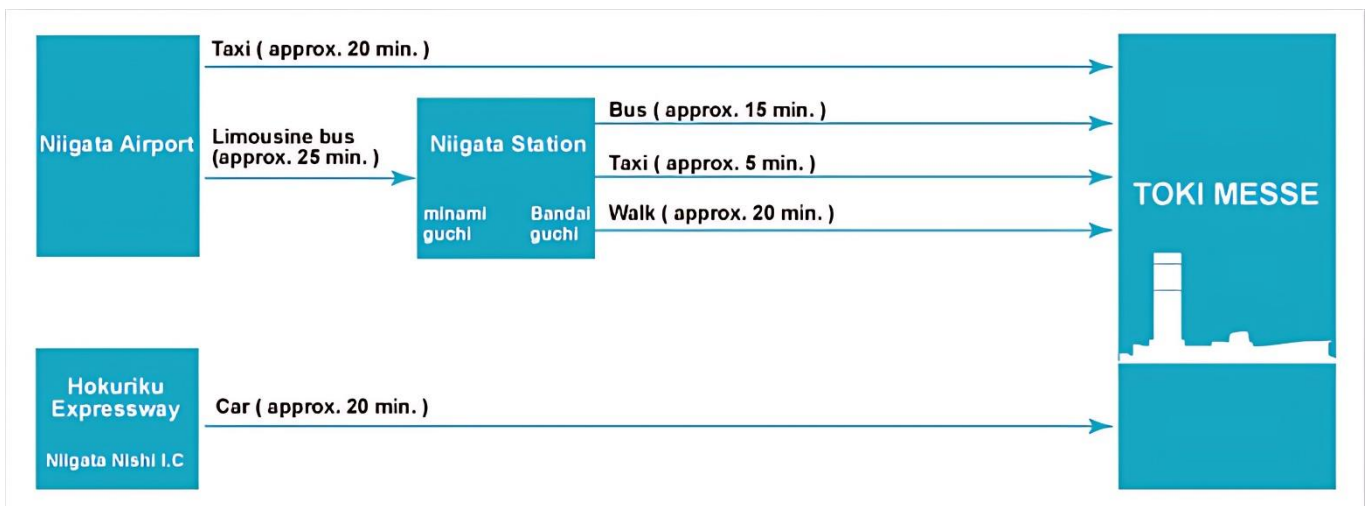 Taxi ( approx. 20 min. )
Niigata Airport
Limousine bus
(approx. 25 min. )
Niigata Station
minami
guchi
Bandai
guchi
Bus ( approx. 15 min. )
Taxi ( approx. 5 min. )
Walk ( approx. 20 min. )
TOKI MESSE
Hokuriku
Expressway
Niigata Nishi I.C
Car ( approx. 20 min. )